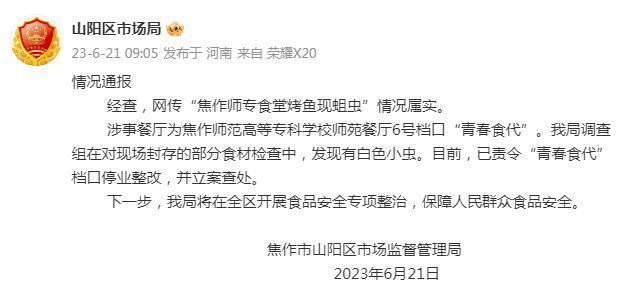 山阳区市场局
23-6-21 09:05 发布于 河南 来自 荣耀X20
情况通报
经查，网传“焦作师专食堂烤鱼现蛆虫”情况属实。
涉事餐厅为焦作师范高等专科学校师苑餐厅6号档口“青春食代”。我局调查
组在对现场封存的部分食材检查中，发现有白色小虫。目前，已责令“青春食代”
档口停业整改，并立案查处。
下一步，我局将在全区开展食品安全专项整治，保障人民群众食品安全。
焦作市山阳区市场监督管理局
2023年6月21日